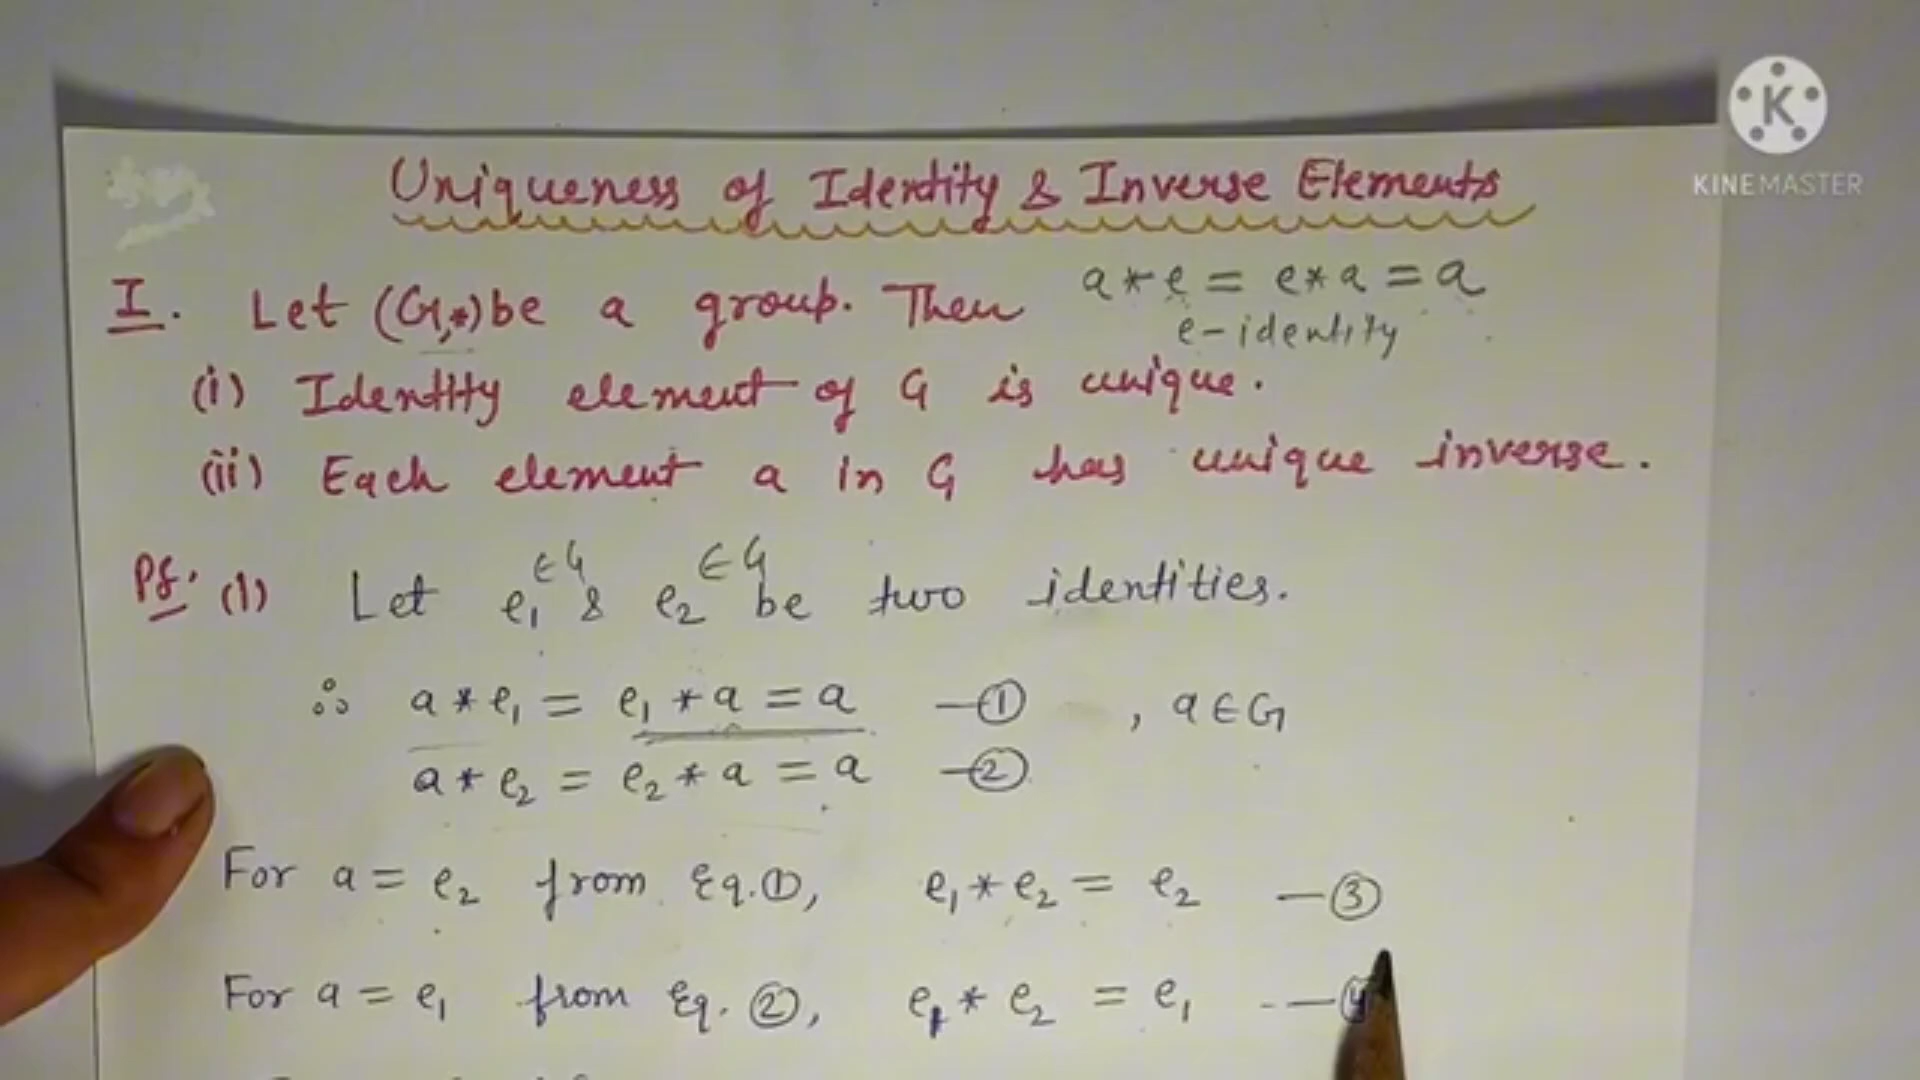 KINEMASTER
Uniqueness of Identity & Inverse Elements
I. Let (G,*) be a group. Then a * e = e * a = a
e - identity
(i) Identity element of G is unique.
(ii) Each element a in G has unique inverse.
∈G ∈G
Pf. (1) Let e₁ & e₂ be two identities.
∴ a * e₁ = e₁ * a = a —① , a ∈ G
a * e₂ = e₂ * a = a —②
For a = e₂ from Eq.①, e₁ * e₂ = e₂ —③
For a = e₁ from Eq. ②, e₁ * e₂ = e₁ —④